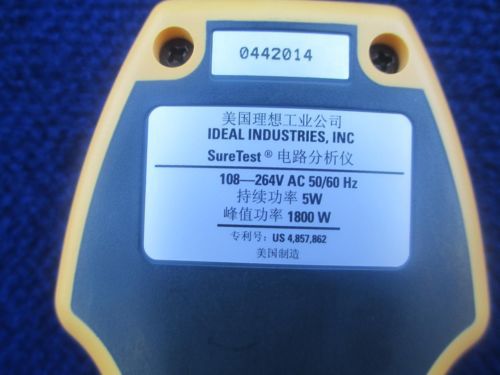 0442014
美国理想工业公司
IDEAL INDUSTRIES, INC
SureTest® 电路分析仪
108—264V AC 50/60 Hz
持续功率 5W
峰值功率 1800 W
专利号: US 4,857,862
美国制造